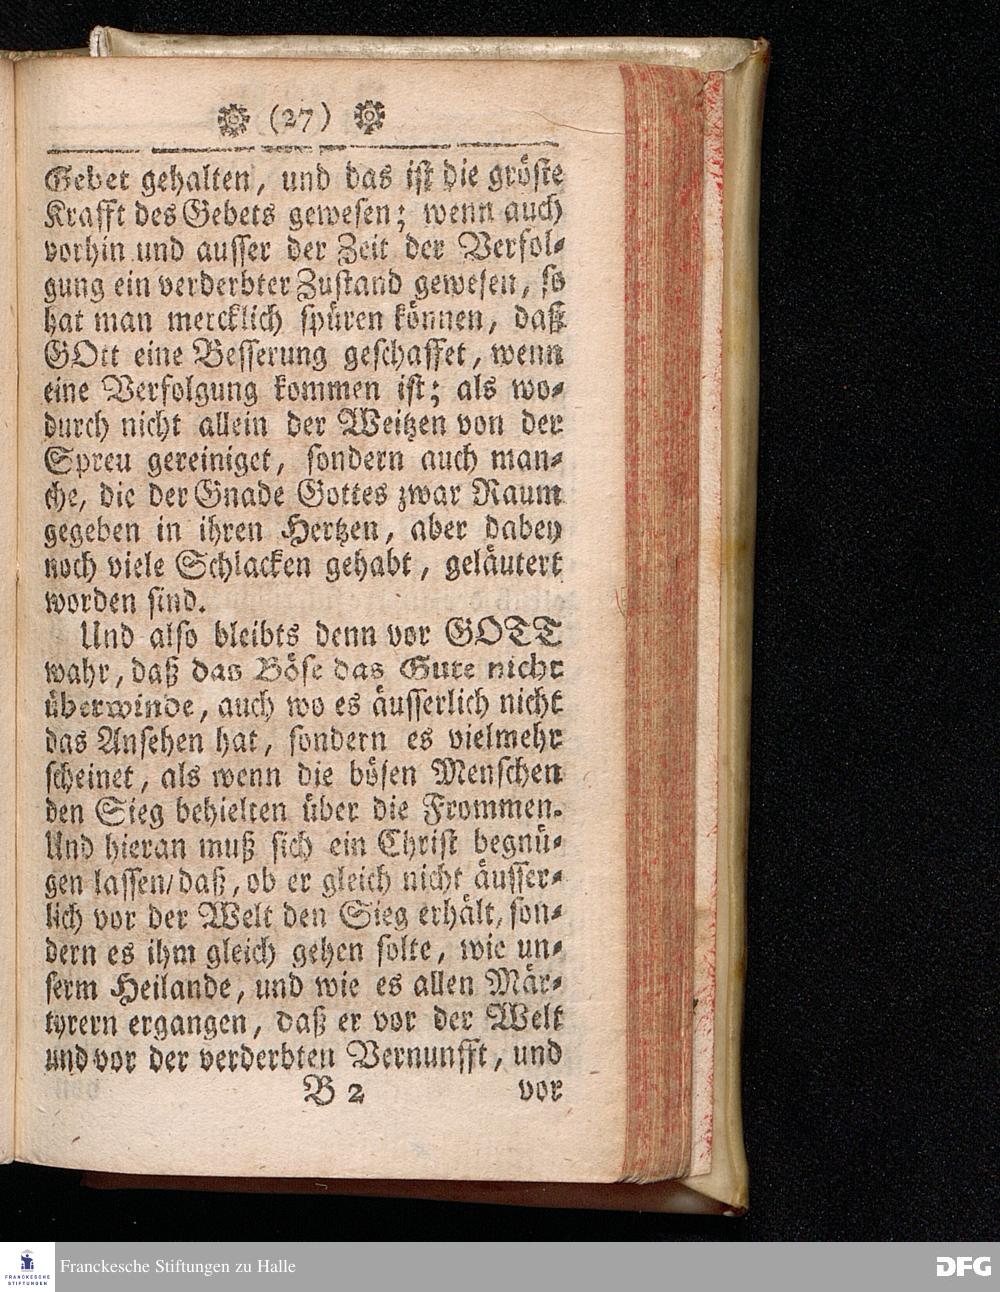 (27)
Gebet gehalten, und das ist die gröste
Krafft des Gebets gewesen; wenn auch
vorhin und ausser der Zeit der Verfol-
gung ein verderbter Zustand gewesen, so
hat man mercklich spüren können, daß
GOtt eine Besserung geschaffet, wenn
eine Verfolgung kommen ist; als wo-
durch nicht allein der Weitzen von der
Spreu gereiniget, sondern auch man-
che, die der Gnade Gottes zwar Raum
gegeben in ihren Hertzen, aber dabey
noch viele Schlacken gehabt, geläutert
worden sind.
Und also bleibts denn vor GOTT
wahr, daß das Böse das Gute nicht
überwinde, auch wo es äusserlich nicht
das Ansehen hat, sondern es vielmehr
scheinet, als wenn die bösen Menschen
den Sieg behielten über die Frommen.
Und hieran muß sich ein Christ begnü-
gen lassen/ daß, ob er gleich nicht äusser-
lich vor der Welt den Sieg erhält, son-
dern es ihm gleich gehen solte, wie un-
serm Heilande, und wie es allen Mär-
tyrern ergangen, daß er vor der Welt
und vor der verderbten Vernunfft, und
B 2 vor
FRANCKESCHE
STIFTUNGEN
Franckesche Stiftungen zu Halle
DFG